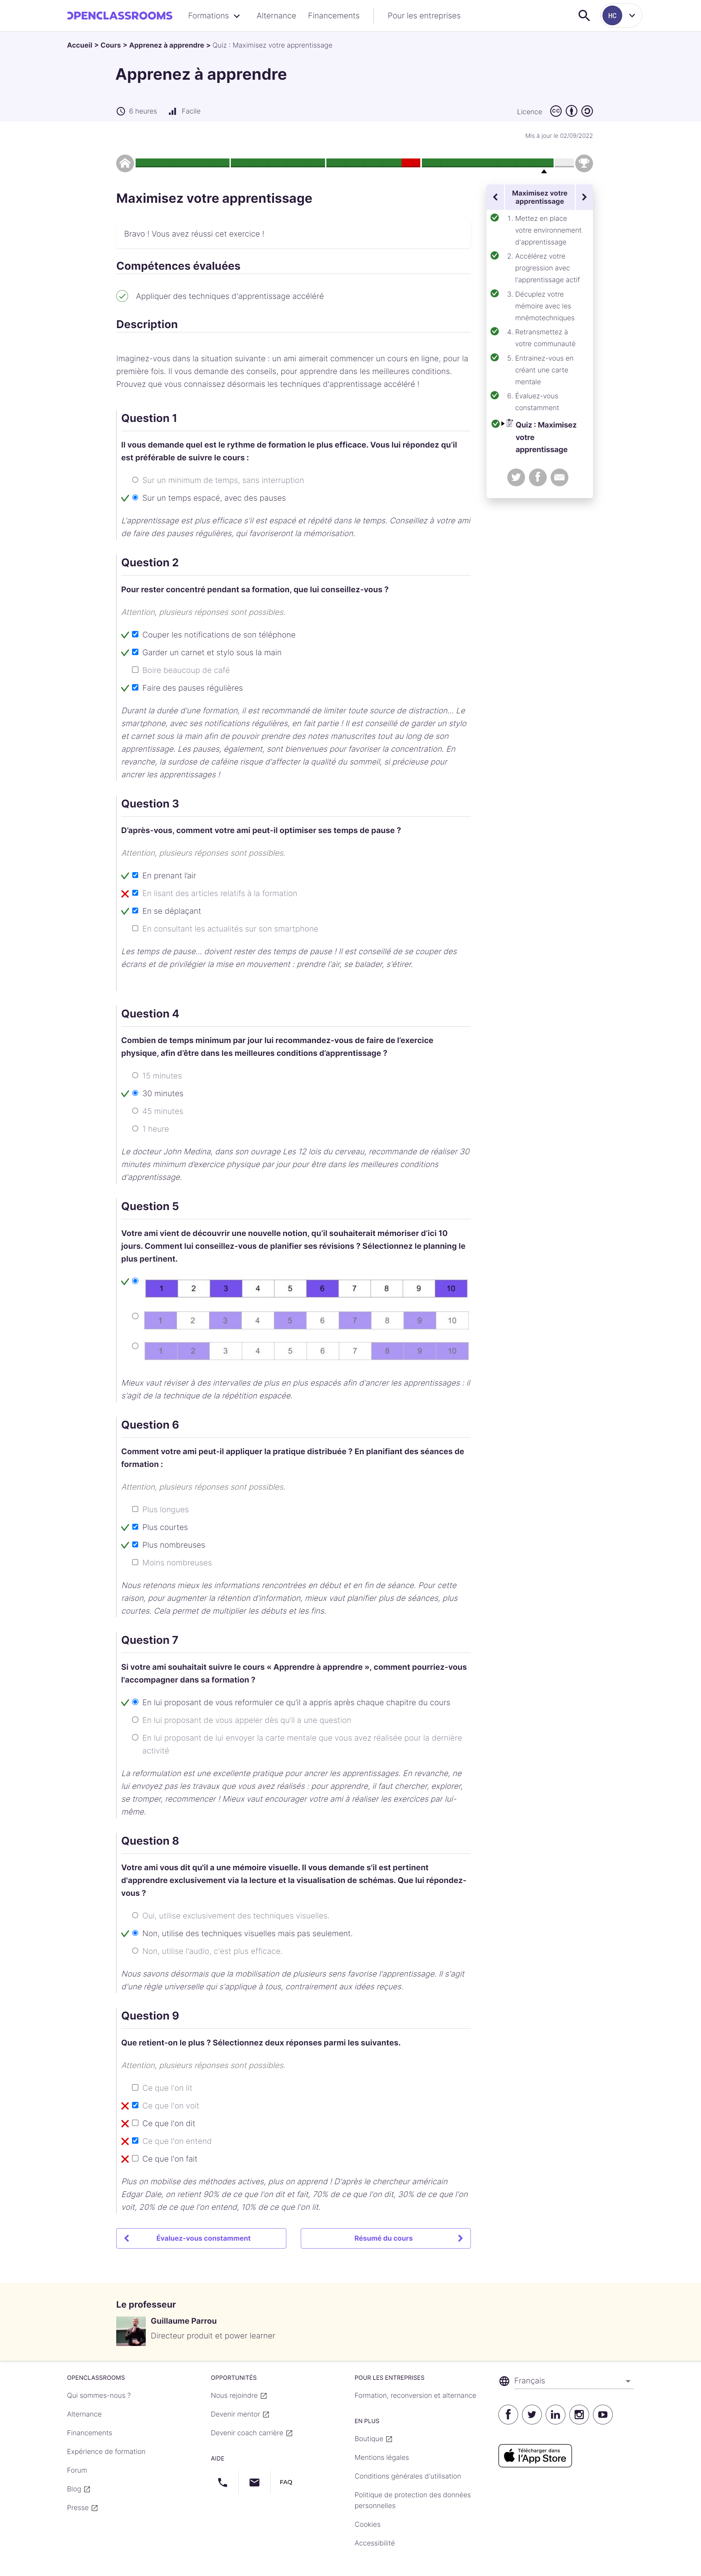 OPENCLASSROOMS Formations Alternance Financements Pour les entreprises HC
Accueil > Cours > Apprenez à apprendre > Quiz : Maximisez votre apprentissage
Apprenez à apprendre
6 heures Facile
Licence
Mis à jour le 02/09/2022
Maximisez votre apprentissage
Bravo ! Vous avez réussi cet exercice !
Compétences évaluées
Appliquer des techniques d'apprentissage accéléré
Description
Imaginez-vous dans la situation suivante : un ami aimerait commencer un cours en ligne, pour la
première fois. Il vous demande des conseils, pour apprendre dans les meilleures conditions.
Prouvez que vous connaissez désormais les techniques d'apprentissage accéléré !
Question 1
Il vous demande quel est le rythme de formation le plus efficace. Vous lui répondez qu'il
est préférable de suivre le cours :
Sur un minimum de temps, sans interruption
Sur un temps espacé, avec des pauses
L'apprentissage est plus efficace s'il est espacé et répété dans le temps. Conseillez à votre ami
de faire des pauses régulières, qui favoriseront la mémorisation.
Question 2
Pour rester concentré pendant sa formation, que lui conseillez-vous ?
Attention, plusieurs réponses sont possibles.
Couper les notifications de son téléphone
Garder un carnet et stylo sous la main
Boire beaucoup de café
Faire des pauses régulières
Durant la durée d'une formation, il est recommandé de limiter toute source de distraction... Le
smartphone, avec ses notifications régulières, en fait partie ! Il est conseillé de garder un stylo
et carnet sous la main afin de pouvoir prendre des notes manuscrites tout au long de son
apprentissage. Les pauses, également, sont bienvenues pour favoriser la concentration. En
revanche, la surdose de caféine risque d'affecter la qualité du sommeil, si précieuse pour
ancrer les apprentissages !
Question 3
D'après-vous, comment votre ami peut-il optimiser ses temps de pause ?
Attention, plusieurs réponses sont possibles.
En prenant l'air
En lisant des articles relatifs à la formation
En se déplaçant
En consultant les actualités sur son smartphone
Les temps de pause... doivent rester des temps de pause ! Il est conseillé de se couper des
écrans et de privilégier la mise en mouvement : prendre l'air, se balader, s'étirer.
Question 4
Combien de temps minimum par jour lui recommandez-vous de faire de l'exercice
physique, afin d'être dans les meilleures conditions d'apprentissage ?
15 minutes
30 minutes
45 minutes
1 heure
Le docteur John Medina, dans son ouvrage Les 12 lois du cerveau, recommande de réaliser 30
minutes minimum d'exercice physique par jour pour être dans les meilleures conditions
d'apprentissage.
Question 5
Votre ami vient de découvrir une nouvelle notion, qu'il souhaiterait mémoriser d'ici 10
jours. Comment lui conseillez-vous de planifier ses révisions ? Sélectionnez le planning le
plus pertinent.
1 2 3 4 5 6 7 8 9 10
1 2 3 4 5 6 7 8 9 10
1 2 3 4 5 6 7 8 9 10
Mieux vaut réviser à des intervalles de plus en plus espacés afin d'ancrer les apprentissages : il
s'agit de la technique de la répétition espacée.
Question 6
Comment votre ami peut-il appliquer la pratique distribuée ? En planifiant des séances de
formation :
Attention, plusieurs réponses sont possibles.
Plus longues
Plus courtes
Plus nombreuses
Moins nombreuses
Nous retenons mieux les informations rencontrées en début et en fin de séance. Pour cette
raison, pour augmenter la rétention d'information, mieux vaut planifier plus de séances, plus
courtes. Cela permet de multiplier les débuts et les fins.
Question 7
Si votre ami souhaitait suivre le cours « Apprendre à apprendre », comment pourriez-vous
l'accompagner dans sa formation ?
En lui proposant de vous reformuler ce qu'il a appris après chaque chapitre du cours
En lui proposant de vous appeler dès qu'il a une question
En lui proposant de lui envoyer la carte mentale que vous avez réalisée pour la dernière
activité
La reformulation est une excellente pratique pour ancrer les apprentissages. En revanche, ne
lui envoyez pas les travaux que vous avez réalisés : pour apprendre, il faut chercher, explorer,
se tromper, recommencer ! Mieux vaut encourager votre ami à réaliser les exercices par lui-
même.
Question 8
Votre ami vous dit qu'il a une mémoire visuelle. Il vous demande s'il est pertinent
d'apprendre exclusivement via la lecture et la visualisation de schémas. Que lui répondez-
vous ?
Oui, utilise exclusivement des techniques visuelles.
Non, utilise des techniques visuelles mais pas seulement.
Non, utilise l'audio, c'est plus efficace.
Nous savons désormais que la mobilisation de plusieurs sens favorise l'apprentissage. Il s'agit
d'une règle universelle qui s'applique à tous, contrairement aux idées reçues.
Question 9
Que retient-on le plus ? Sélectionnez deux réponses parmi les suivantes.
Attention, plusieurs réponses sont possibles.
Ce que l'on lit
Ce que l'on voit
Ce que l'on dit
Ce que l'on entend
Ce que l'on fait
Plus on mobilise des méthodes actives, plus on apprend ! D'après le chercheur américain
Edgar Dale, on retient 90% de ce que l'on dit et fait, 70% de ce que l'on dit, 30% de ce que l'on
voit, 20% de ce que l'on entend, 10% de ce que l'on lit.
Évaluez-vous constamment Résumé du cours
Maximisez votre
apprentissage
1. Mettez en place
votre environnement
d'apprentissage
2. Accélérez votre
progression avec
l'apprentissage actif
3. Décuplez votre
mémoire avec les
mnémotechniques
4. Retransmettez à
votre communauté
5. Entrainez-vous en
créant une carte
mentale
6. Évaluez-vous
constamment
Quiz : Maximisez
votre
apprentissage
Le professeur
Guillaume Parrou
Directeur produit et power learner
OPENCLASSROOMS
Qui sommes-nous ?
Alternance
Financements
Expérience de formation
Forum
Blog
Presse
OPPORTUNITÉS
Nous rejoindre
Devenir mentor
Devenir coach carrière
AIDE
FAQ
POUR LES ENTREPRISES
Formation, reconversion et alternance
EN PLUS
Boutique
Mentions légales
Conditions générales d'utilisation
Politique de protection des données
personnelles
Cookies
Accessibilité
Français
Télécharger dans
l'App Store